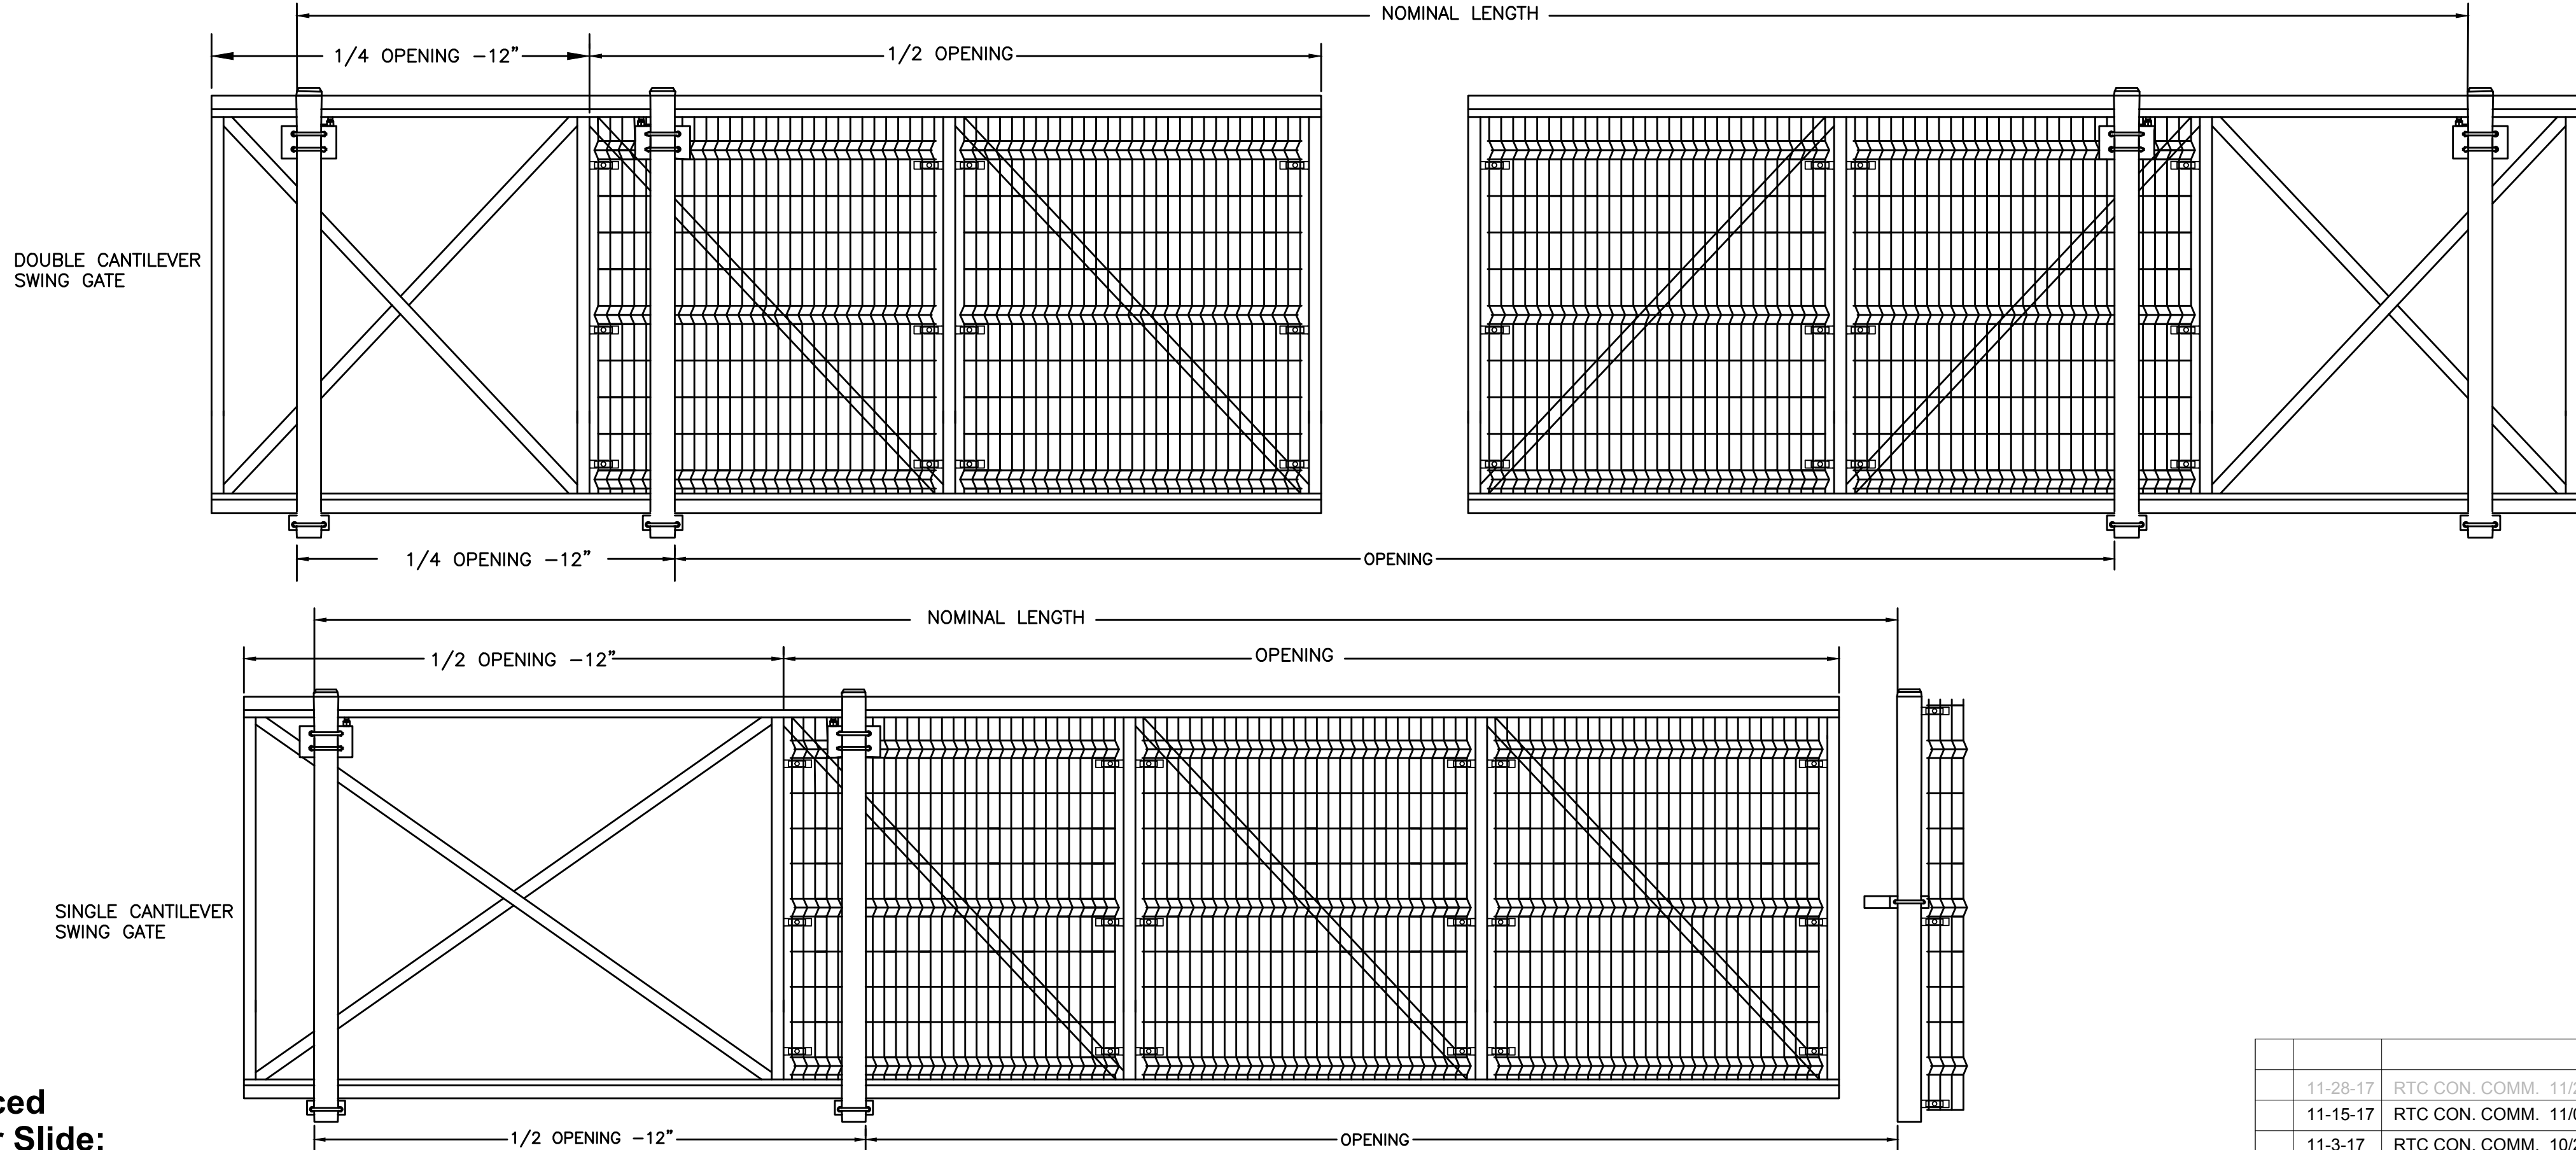 NOMINAL LENGTH
1/4 OPENING -12"
1/2 OPENING
DOUBLE CANTILEVER
SWING GATE
1/4 OPENING -12"
OPENING
NOMINAL LENGTH
1/2 OPENING -12"
OPENING
SINGLE CANTILEVER
SWING GATE
1/2 OPENING -12"
OPENING
Slide:
11-28-17 RTC CON. COMM.
11-15-17 RTC CON. COMM.
11-3-17 RTC CON. COMM.